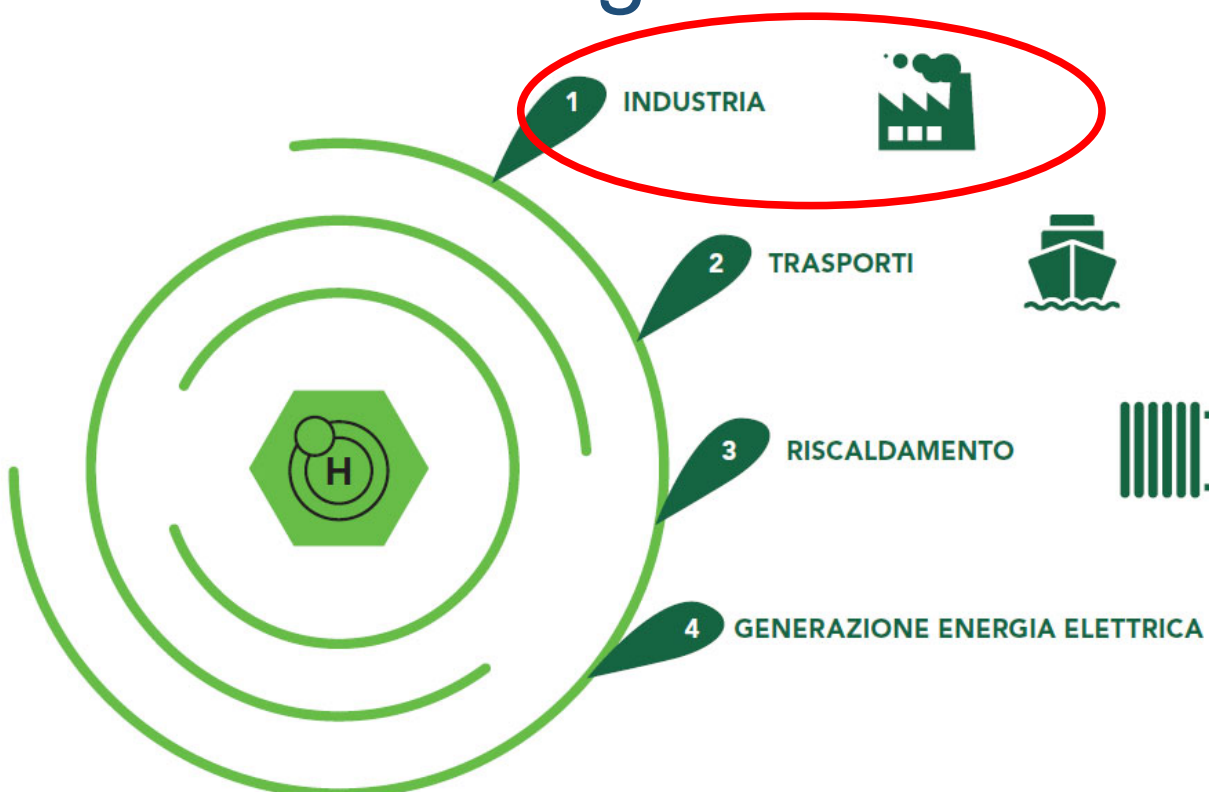 1 INDUSTRIA
2 TRASPORTI
3 RISCALDAMENTO
H
4 GENERAZIONE ENERGIA ELETTRICA